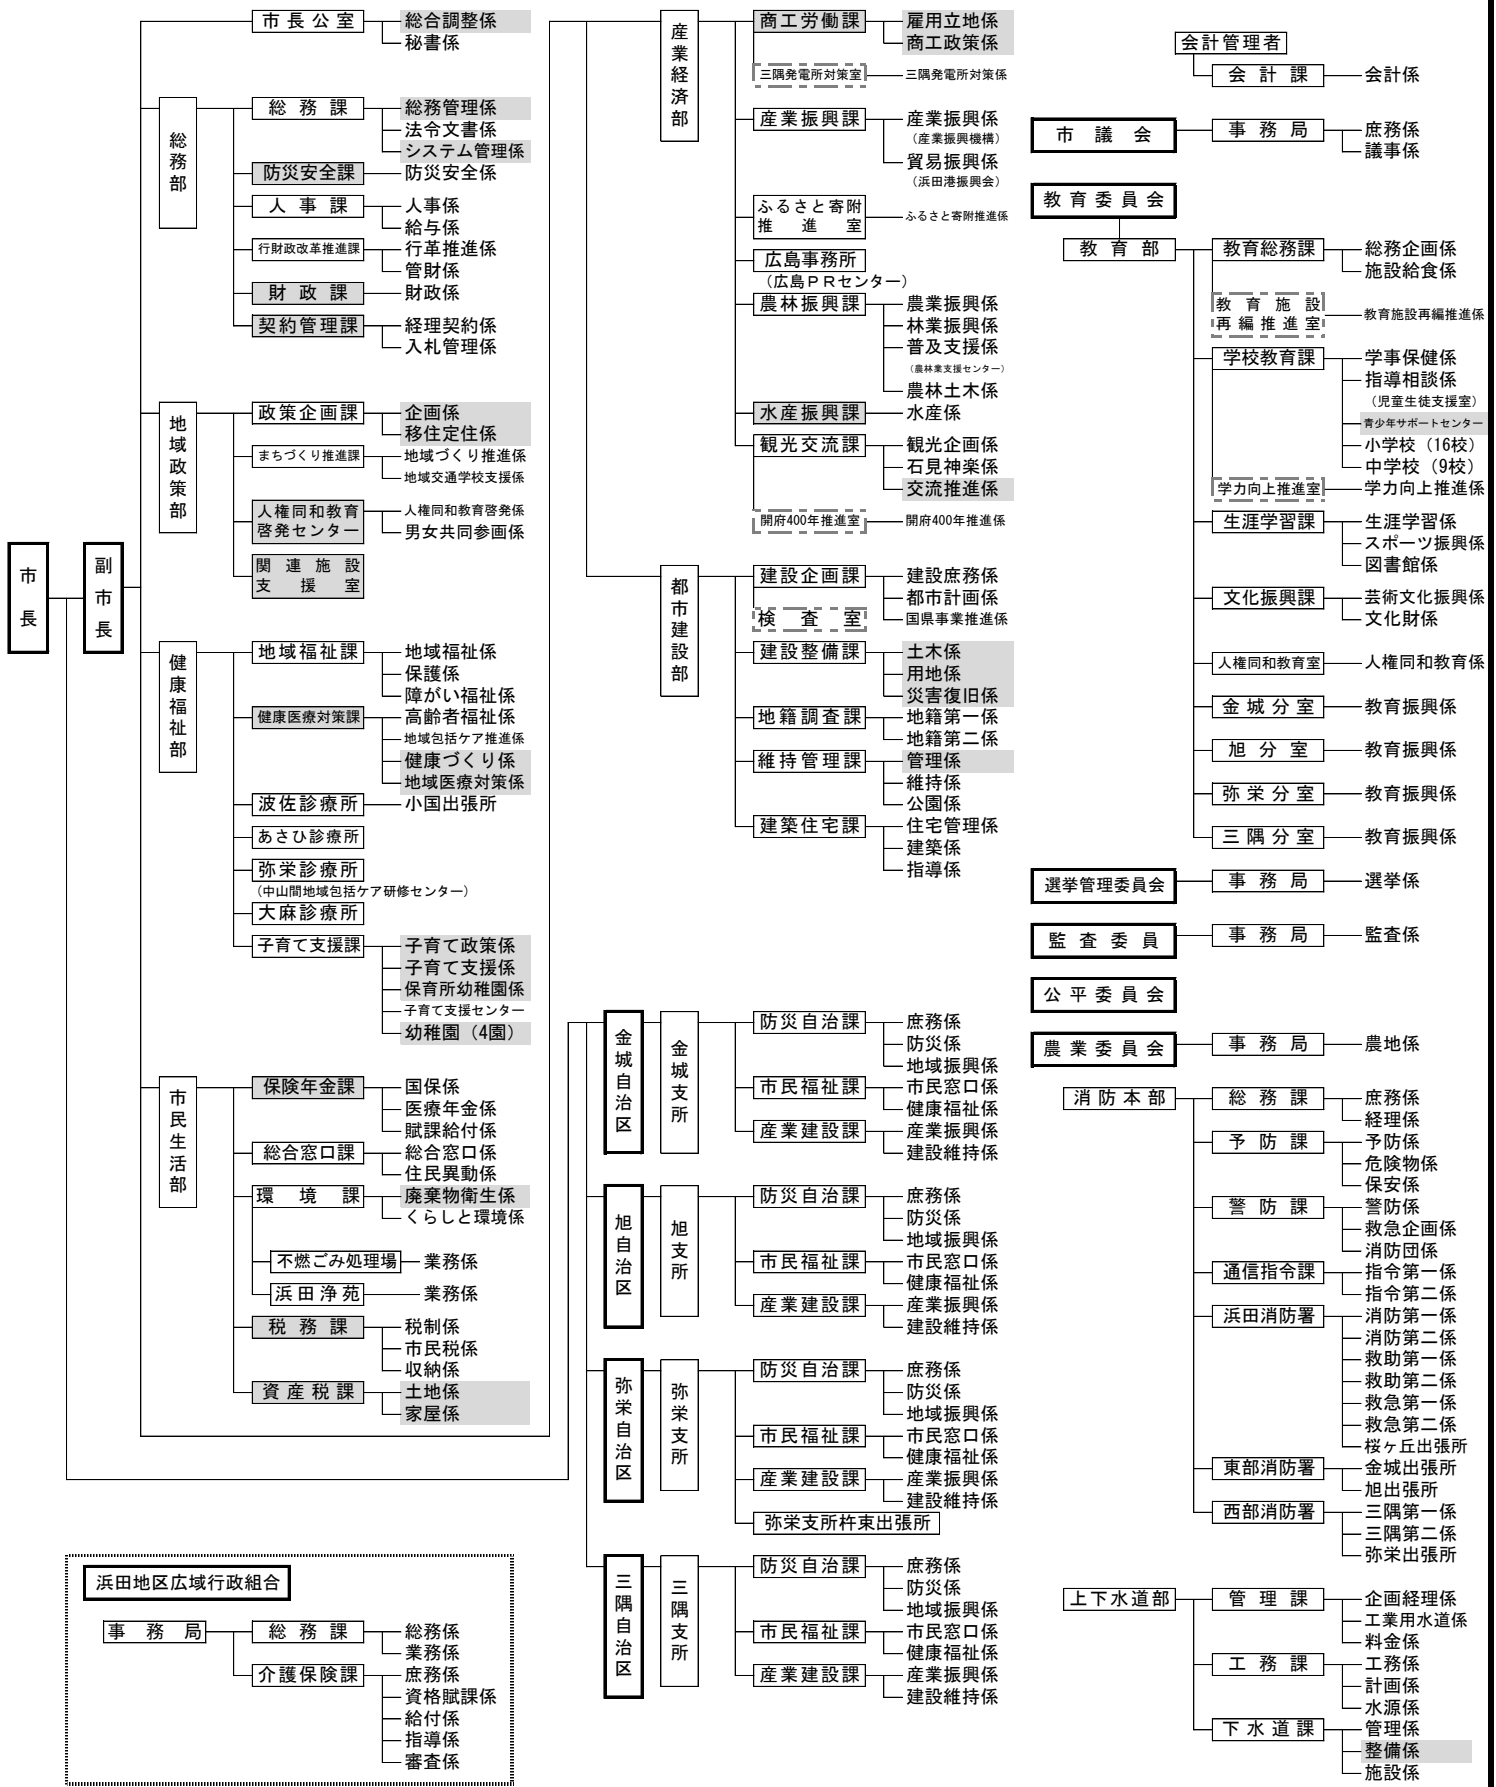 市長
副市長
市長公室
総合調整係
秘書係
総務部
総務課
総務管理係
法令文書係
システム管理係
防災安全課
防災安全係
人事課
人事係
給与係
行財政改革推進課
行革推進係
管財係
財政課
財政係
契約管理課
経理契約係
入札管理係
地域政策部
政策企画課
企画係
移住定住係
まちづくり推進課
地域づくり推進係
地域交通学校支援係
人権同和教育
啓発センター
人権同和教育啓発係
男女共同参画係
関連施設
支援室
健康福祉部
地域福祉課
地域福祉係
保護係
障がい福祉係
健康医療対策課
高齢者福祉係
地域包括ケア推進係
健康づくり係
地域医療対策係
波佐診療所
小国出張所
あさひ診療所
弥栄診療所
(中山間地域包括ケア研修センター)
大麻診療所
子育て支援課
子育て政策係
子育て支援係
保育所幼稚園係
子育て支援センター
幼稚園（4園）
市民生活部
保険年金課
国保係
医療年金係
賦課給付係
総合窓口課
総合窓口係
住民異動係
環境課
廃棄物衛生係
くらしと環境係
不燃ごみ処理場
業務係
浜田浄苑
業務係
税務課
税制係
市民税係
収納係
資産税課
土地係
家屋係
浜田地区広域行政組合
事務局
総務課
総務係
業務係
介護保険課
庶務係
資格賦課係
給付係
指導係
審査係
産業経済部
商工労働課
雇用立地係
商工政策係
三隅発電所対策室
三隅発電所対策係
産業振興課
産業振興係
（産業振興機構）
貿易振興係
（浜田港振興会）
ふるさと寄附
推進室
ふるさと寄附推進係
広島事務所
（広島ＰＲセンター）
農林振興課
農業振興係
林業振興係
普及支援係
（農林業支援センター）
農林土木係
水産振興課
水産係
観光交流課
観光企画係
石見神楽係
交流推進係
開府400年推進室
開府400年推進係
都市建設部
建設企画課
建設庶務係
都市計画係
検査室
国県事業推進係
建設整備課
土木係
用地係
災害復旧係
地籍調査課
地籍第一係
地籍第二係
維持管理課
管理係
維持係
公園係
建築住宅課
住宅管理係
建築係
指導係
金城自治区
金城支所
防災自治課
庶務係
防災係
地域振興係
市民福祉課
市民窓口係
健康福祉係
産業建設課
産業振興係
建設維持係
旭自治区
旭支所
防災自治課
庶務係
防災係
地域振興係
市民福祉課
市民窓口係
健康福祉係
産業建設課
産業振興係
建設維持係
弥栄自治区
弥栄支所
防災自治課
庶務係
防災係
地域振興係
市民福祉課
市民窓口係
健康福祉係
産業建設課
産業振興係
建設維持係
弥栄支所杵束出張所
三隅自治区
三隅支所
防災自治課
庶務係
防災係
地域振興係
市民福祉課
市民窓口係
健康福祉係
産業建設課
産業振興係
建設維持係
会計管理者
会計課
会計係
市議会
事務局
庶務係
議事係
教育委員会
教育部
教育総務課
総務企画係
施設給食係
教育施設
再編推進室
教育施設再編推進係
学校教育課
学事保健係
指導相談係
（児童生徒支援室）
青少年サポートセンター
小学校（16校）
中学校（9校）
学力向上推進室
学力向上推進係
生涯学習課
生涯学習係
スポーツ振興係
図書館係
文化振興課
芸術文化振興係
文化財係
人権同和教育室
人権同和教育係
金城分室
教育振興係
旭分室
教育振興係
弥栄分室
教育振興係
三隅分室
教育振興係
選挙管理委員会
事務局
選挙係
監査委員
事務局
監査係
公平委員会
農業委員会
事務局
農地係
消防本部
総務課
庶務係
経理係
予防課
予防係
危険物係
保安係
警防課
警防係
救急企画係
消防団係
通信指令課
指令第一係
指令第二係
浜田消防署
消防第一係
消防第二係
救助第一係
救助第二係
救急第一係
救急第二係
桜ヶ丘出張所
東部消防署
金城出張所
旭出張所
西部消防署
三隅第一係
三隅第二係
弥栄出張所
上下水道部
管理課
企画経理係
工業用水道係
料金係
工務課
工務係
計画係
水源係
下水道課
管理係
整備係
施設係